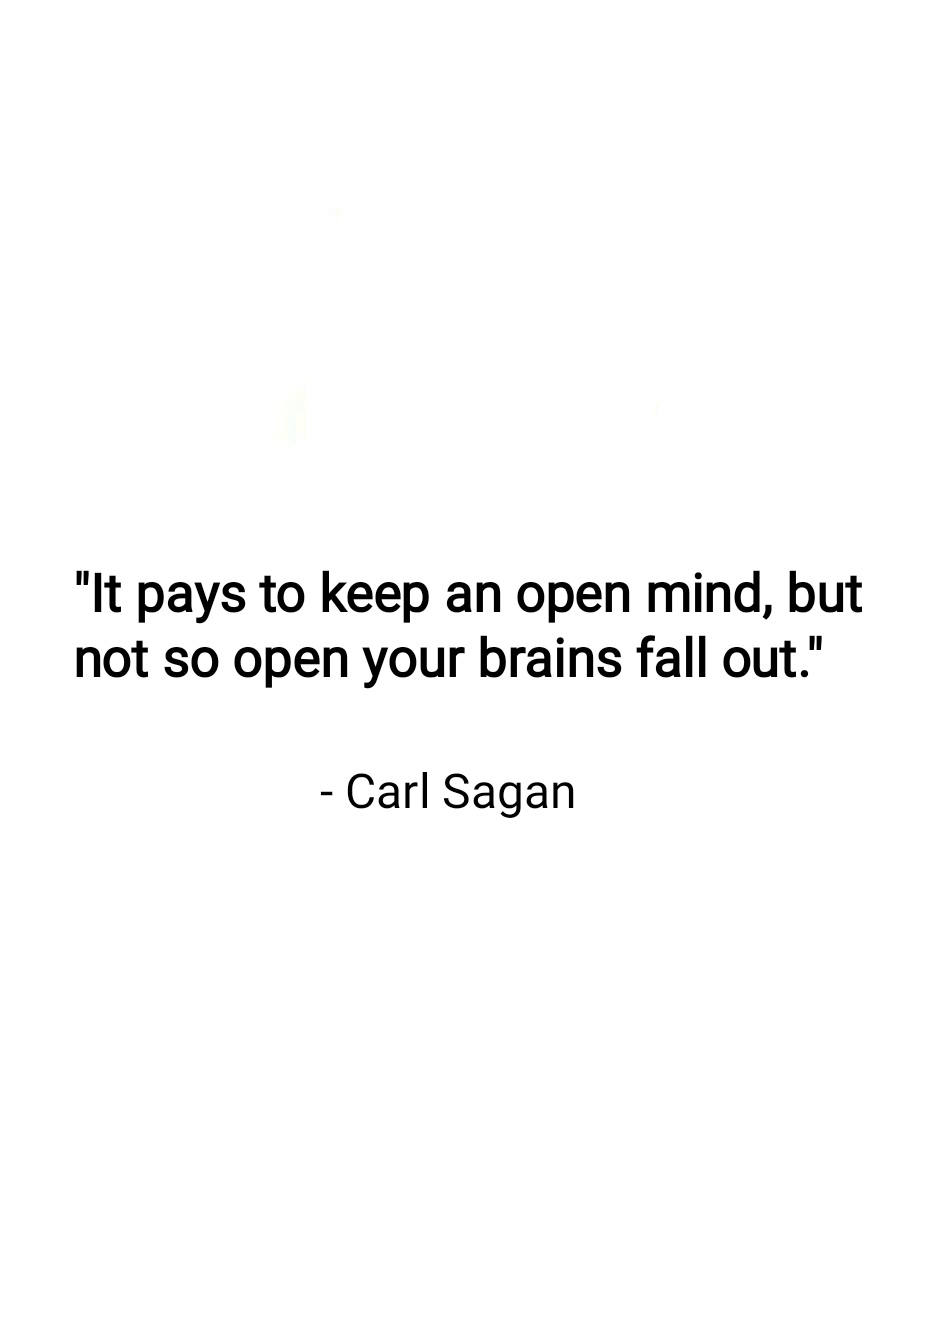 "It pays to keep an open mind, but
not so open your brains fall out."
- Carl Sagan